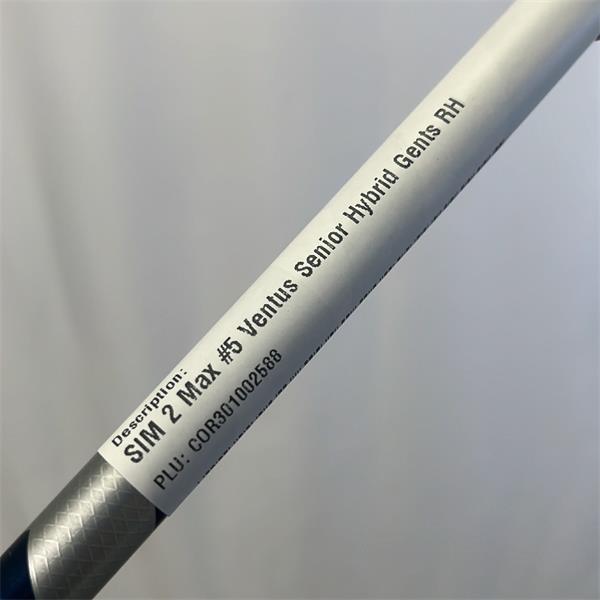 Description:
SIM 2 Max #5 Ventus Senior Hybrid Gents RH
PLU: COR301002588